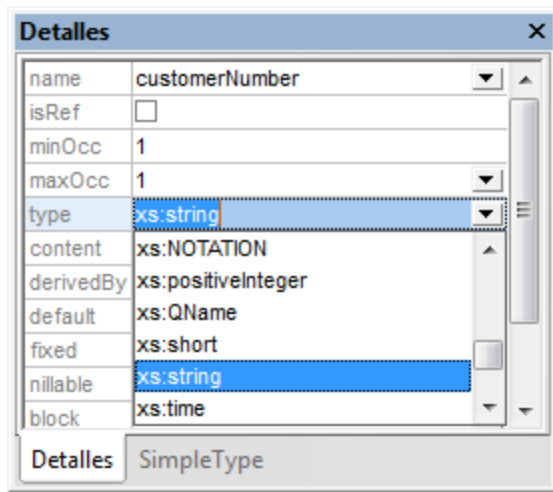 Detalles
name customerNumber
isRef
minOcc 1
maxOcc 1
type xs:string
content xs:NOTATION
derivedBy xs:positiveInteger
default xs:QName
fixed xs:short
nillable xs:string
block xs:time
Detalles SimpleType